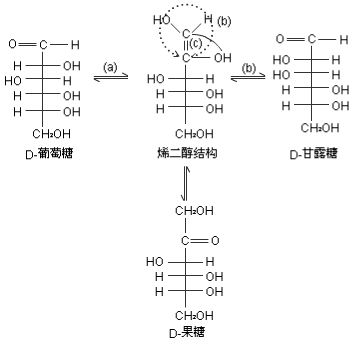 HO H (b)
O C H C O C H
(c)
H OH C OH H OH
HO H (a) HO H (b) HO H
H OH H OH H OH
H OH H OH H OH
CH₂OH CH₂OH CH₂OH
D-葡萄糖 烯二醇结构 D-甘露糖
CH₂OH
C O
HO H
H OH
H OH
CH₂OH
D-果糖